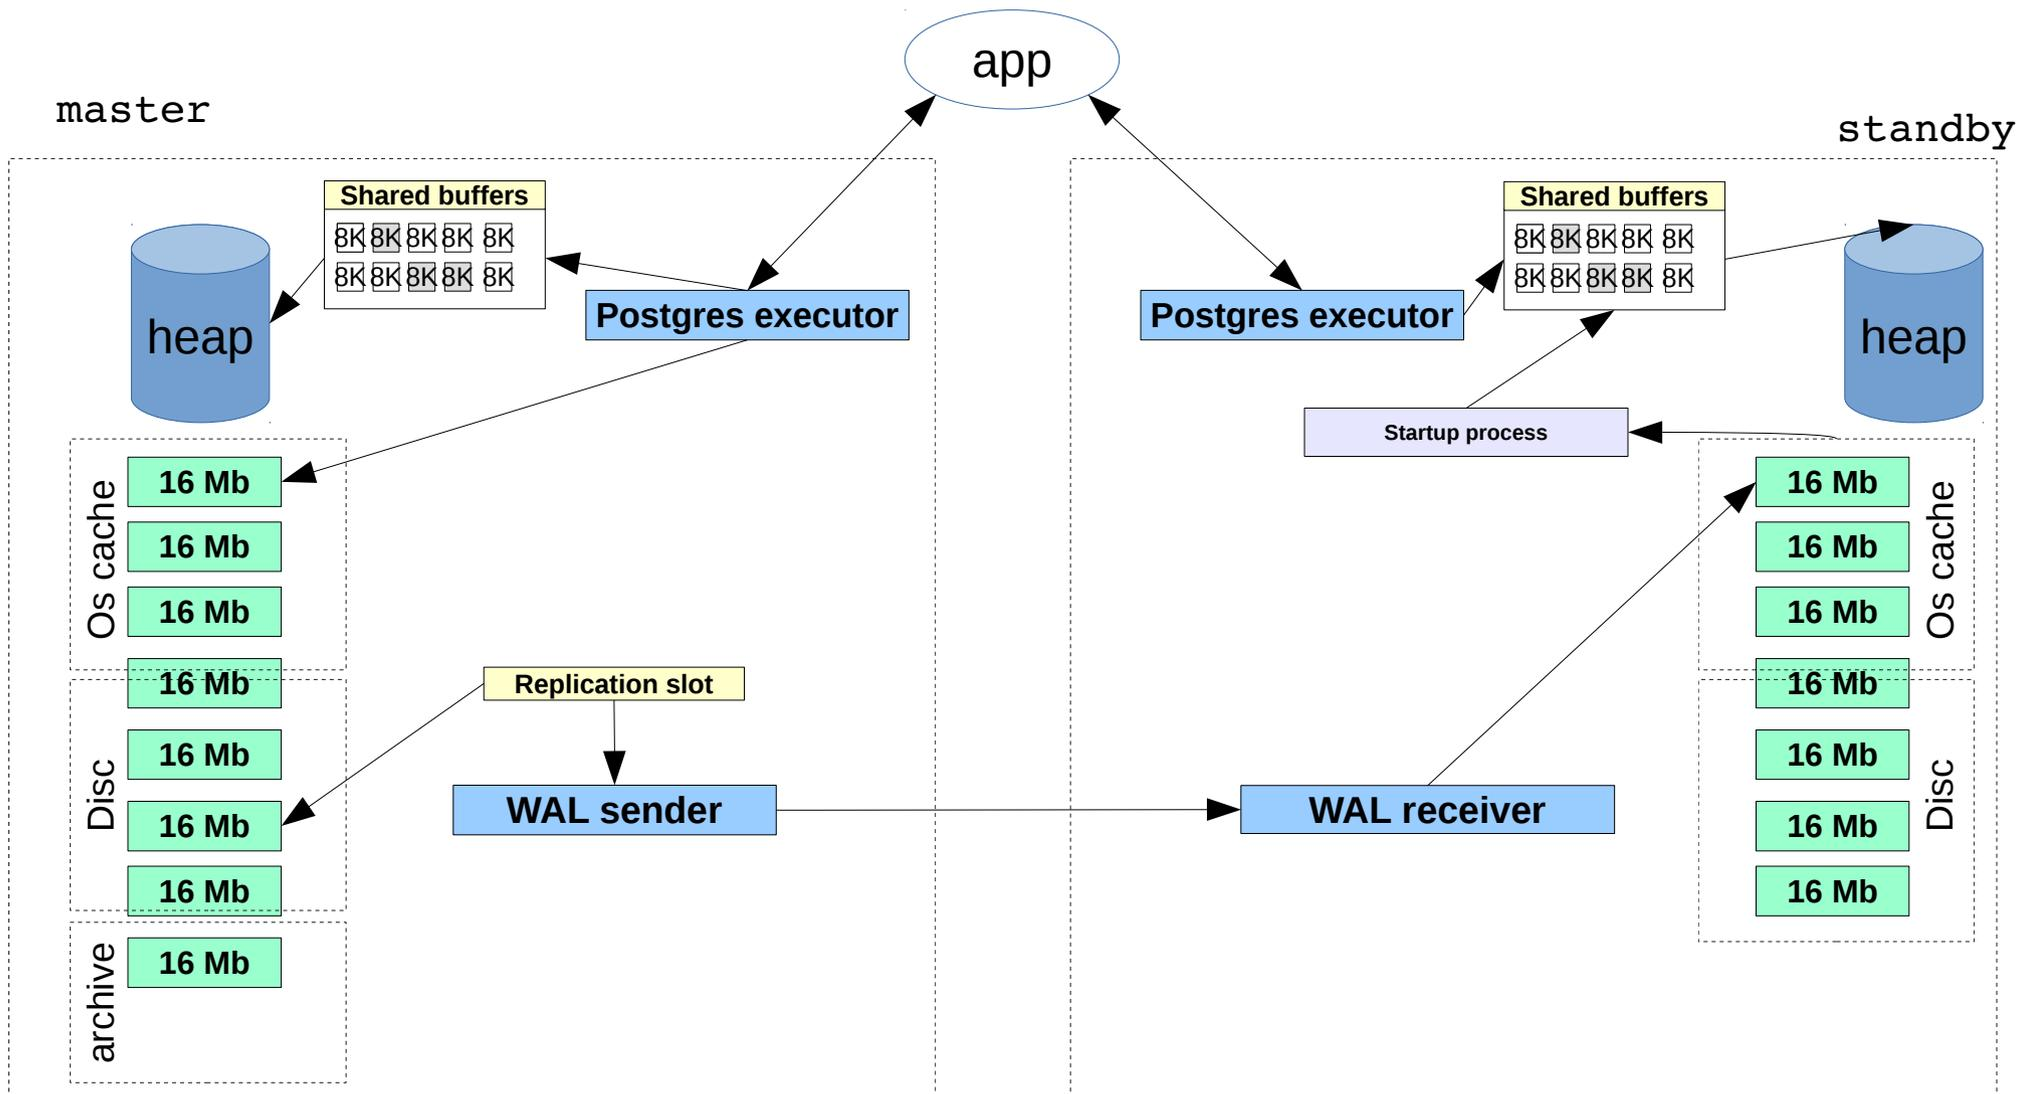 app
master
standby
Shared buffers
8K 8K 8K 8K 8K
8K 8K 8K 8K 8K
heap
Postgres executor
Postgres executor
Shared buffers
8K 8K 8K 8K 8K
8K 8K 8K 8K 8K
heap
Startup process
Os cache
16 Mb
16 Mb
16 Mb
16 Mb
Disc
16 Mb
16 Mb
16 Mb
archive
16 Mb
Replication slot
WAL sender
WAL receiver
16 Mb
16 Mb
16 Mb
Os cache
16 Mb
16 Mb
16 Mb
16 Mb
Disc